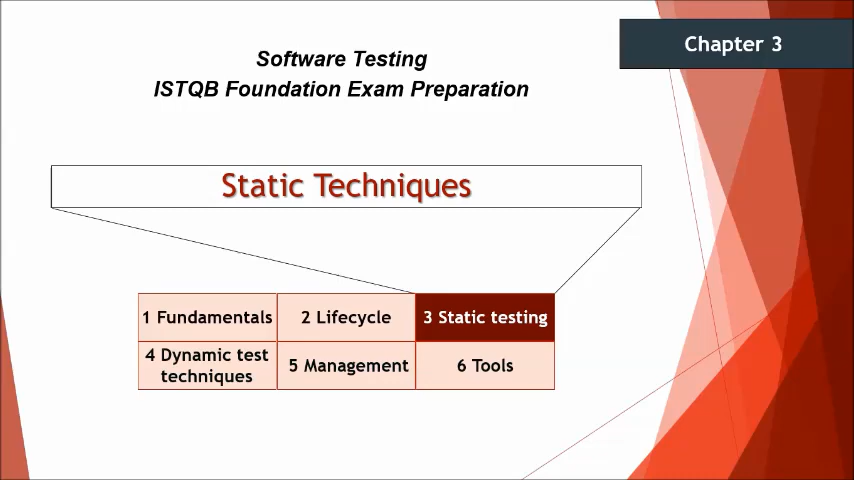 Chapter 3
Software Testing
ISTQB Foundation Exam Preparation
Static Techniques
1 Fundamentals
2 Lifecycle
3 Static testing
4 Dynamic test
techniques
5 Management
6 Tools